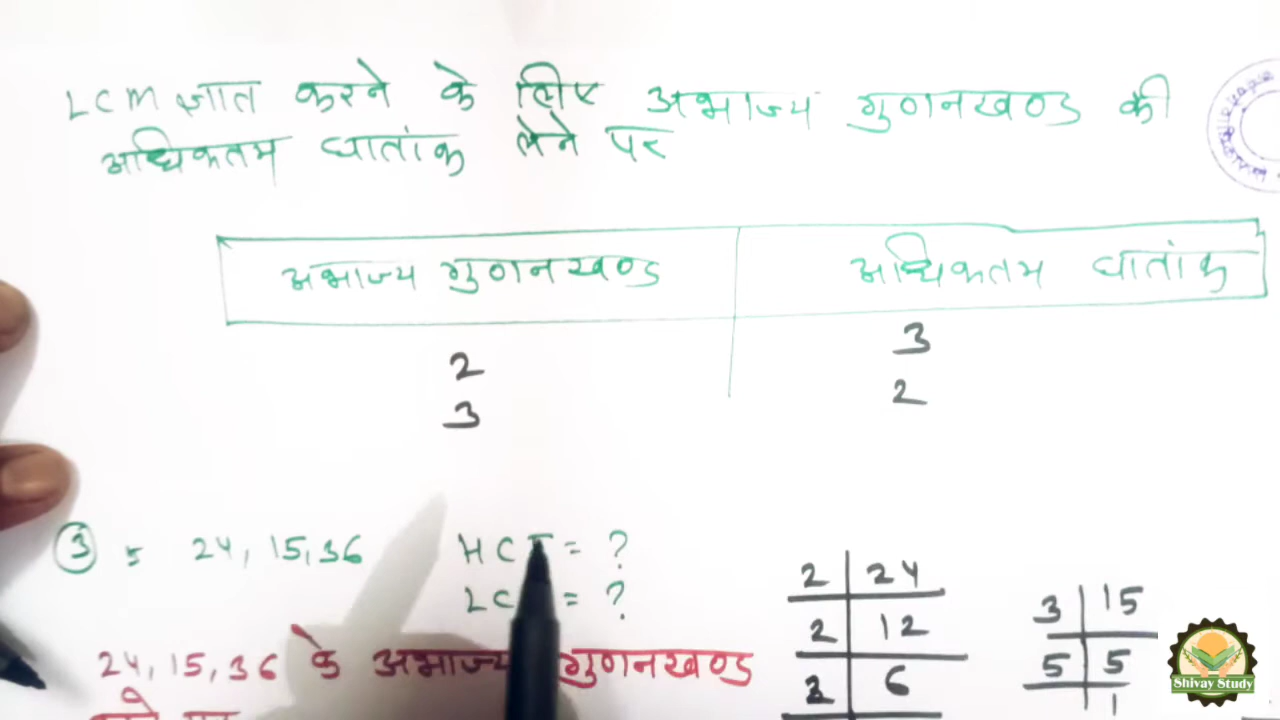 LCM ज्ञात करने के लिए अभाज्य गुणनखण्ड की
अधिकतम घातांक लेने पर
अभाज्य गुणनखण्ड अधिकतम घातांक
2 3
3 2
3 24, 15, 36 HCF = ?
LC = ?
24, 15, 36 के अभाज्य गुणनखण्ड
2 24
2 12
2 6
3 15
5 5
1
Shivay Study